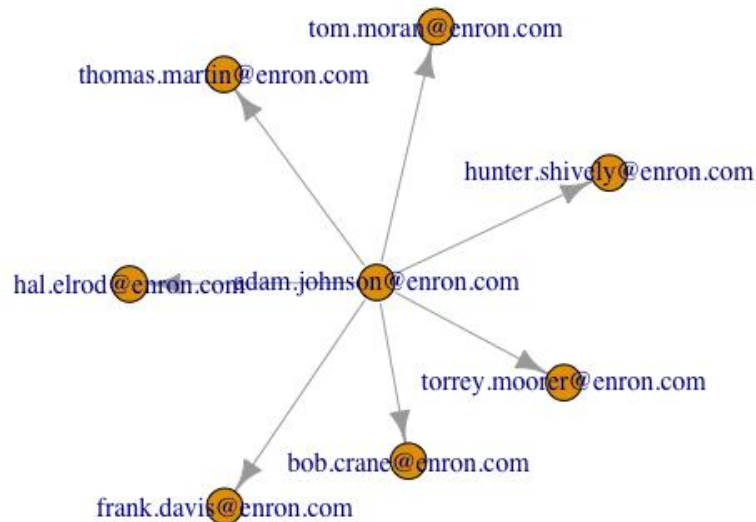 tom.moran@enron.com
thomas.martin@enron.com
hunter.shively@enron.com
hal.elrod@enron.com
adam.johnson@enron.com
torrey.moorer@enron.com
bob.crane@enron.com
frank.davis@enron.com